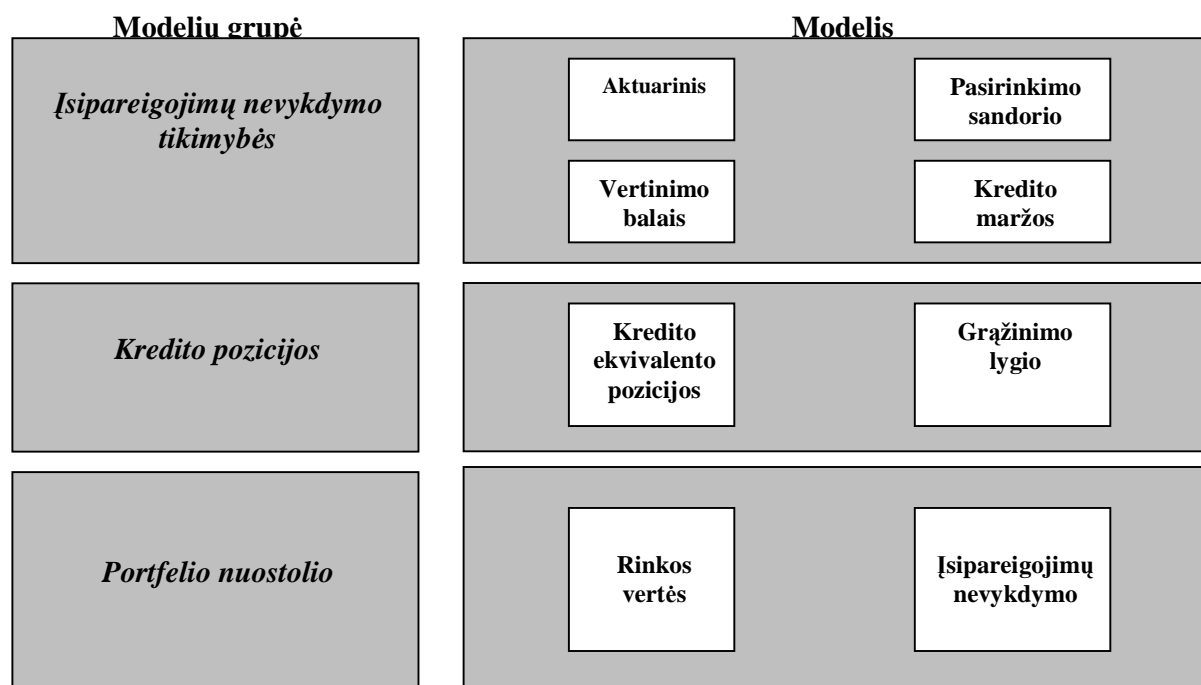 Modelių grupė
Modelis
Įsipareigojimų nevykdymo
tikimybės
Aktuarinis
Pasirinkimo
sandorio
Vertinimo
balais
Kredito
maržos
Kredito pozicijos
Kredito
ekvivalento
pozicijos
Grąžinimo
lygio
Portfelio nuostolio
Rinkos
vertės
Įsipareigojimų
nevykdymo